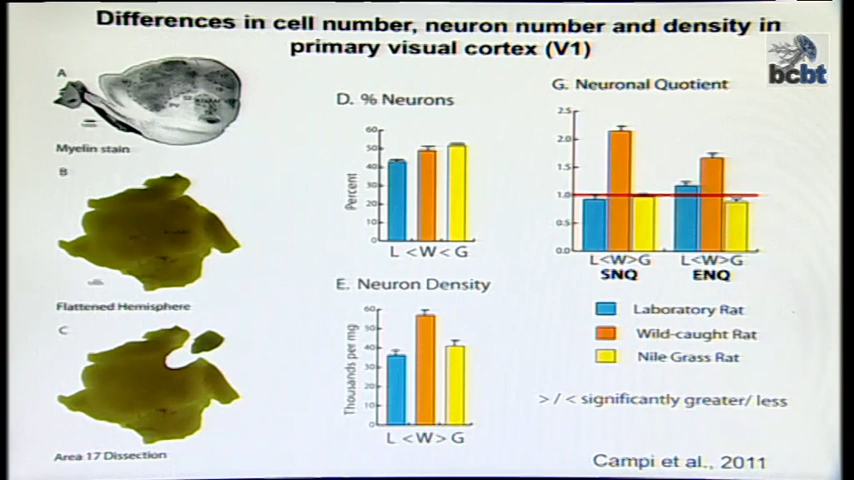 Differences in cell number, neuron number and density in
primary visual cortex (V1)
bcbt
A
Myelin stain
B
Flattened Hemisphere
C
Area 17 Dissection
D. % Neurons
60
50
40
30
20
10
0
Percent
L < W < G
E. Neuron Density
60
50
40
30
20
10
0
Thousands per mg
L < W > G
G. Neuronal Quotient
2.5
2.0
1.5
1.0
0.5
0.0
L<W>G
SNQ
L<W>G
ENQ
Laboratory Rat
Wild-caught Rat
Nile Grass Rat
> / < significantly greater/ less
Campi et al., 2011